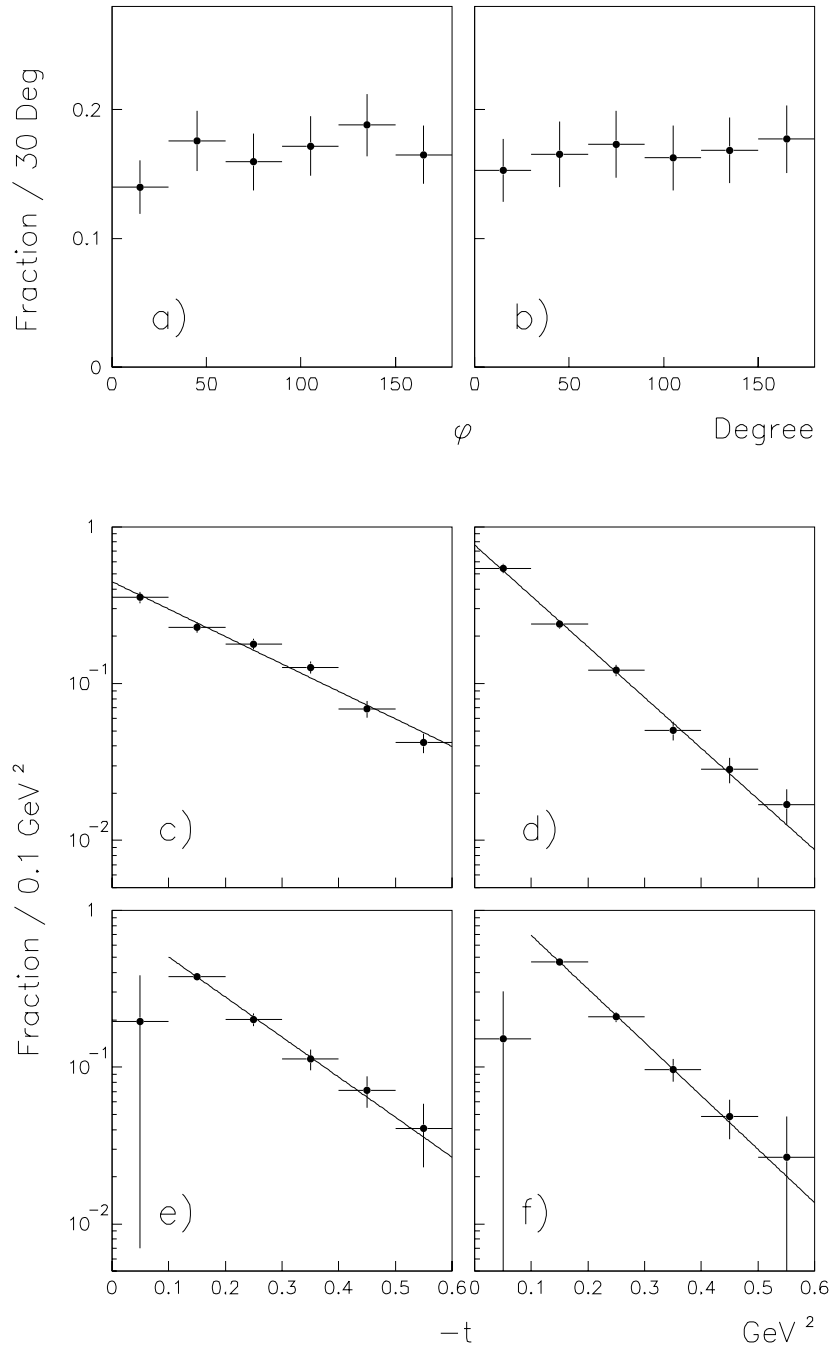 Fraction / 30 Deg
0.2
0.1
0
a)
b)
0 50 100 150
0 50 100 150
φ Degree
Fraction / 0.1 GeV²
1
10⁻¹
10⁻²
c)
d)
1
10⁻¹
10⁻²
e)
f)
0 0.1 0.2 0.3 0.4 0.5 0.6
0 0.1 0.2 0.3 0.4 0.5 0.6
−t GeV²